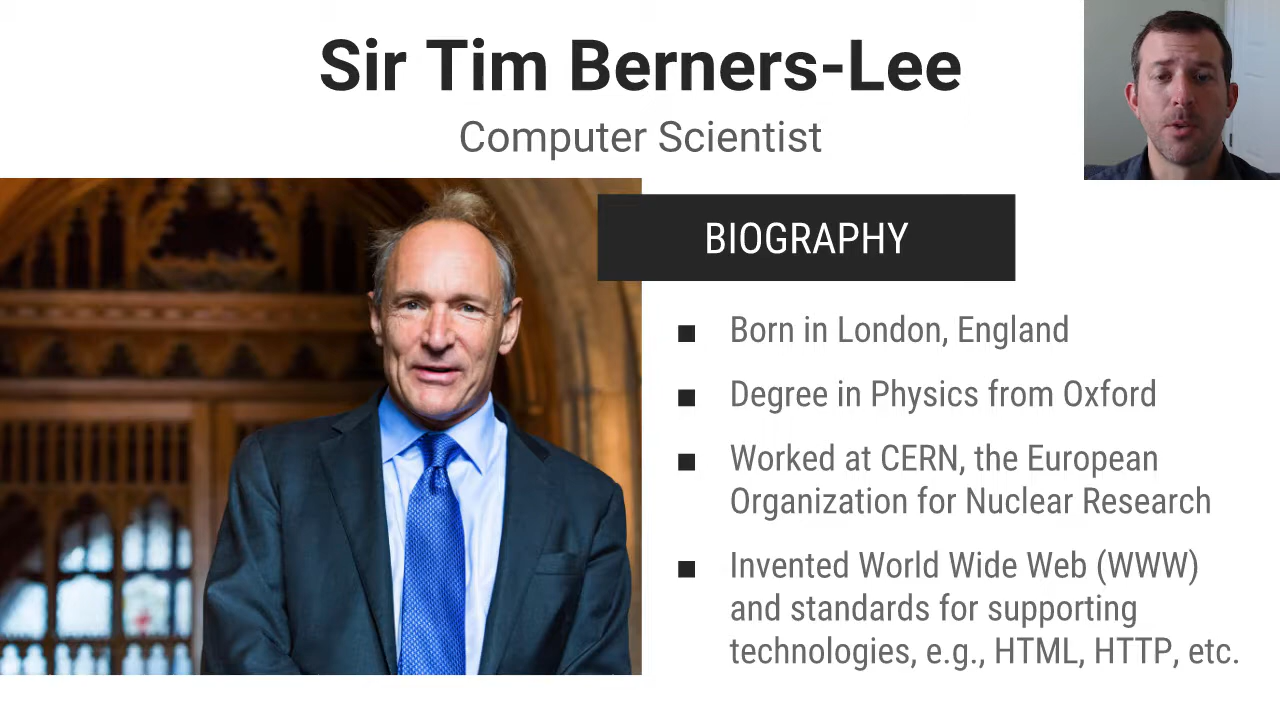 Sir Tim Berners-Lee
Computer Scientist
BIOGRAPHY
■ Born in London, England
■ Degree in Physics from Oxford
■ Worked at CERN, the European
Organization for Nuclear Research
■ Invented World Wide Web (WWW)
and standards for supporting
technologies, e.g., HTML, HTTP, etc.